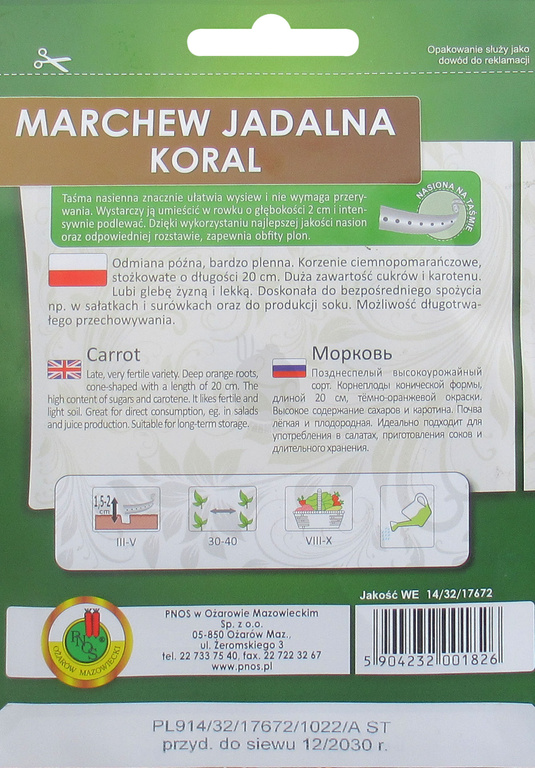 Opakowanie służy jako
dowód do reklamacji
MARCHEW JADALNA
KORAL
NASIONA NA TAŚMIE
Taśma nasienna znacznie ułatwia wysiew i nie wymaga przery-
wania. Wystarczy ją umieścić w rowku o głębokości 2 cm i inten-
sywnie podlewać. Dzięki wykorzystaniu najlepszej jakości nasion
oraz odpowiedniej rozstawie, zapewnia obfity plon.
Odmiana późna, bardzo plenna. Korzenie ciemnopomarańczowe,
stożkowate o długości 20 cm. Duża zawartość cukrów i karotenu.
Lubi glebę żyzną i lekką. Doskonała do bezpośredniego spożycia
np. w sałatkach i surówkach oraz do produkcji soku. Możliwość długotrwa-
łego przechowywania.
Carrot
Late, very fertile variety. Deep orange roots,
cone-shaped with a length of 20 cm. The
high content of sugars and carotene. It likes fertile and
light soil. Great for direct consumption, eg. in salads
and juice production. Suitable for long-term storage.
Морковь
Позднеспелый высокоурожайный
сорт. Корнеплоды конической формы,
длиной 20 см, тёмно-оранжевой окраски.
Высокое содержание сахаров и каротина. Почва
лёгкая и плодородная. Идеально подходит для
употребления в салатах, приготовления соков и
длительного хранения.
1,5-2
cm
III-V
30-40
VIII-X
Jakość WE 14/32/17672
PNOS
OŻARÓW MAZOWIECKI
PNOS w Ożarowie Mazowieckim
Sp. z o.o.
05-850 Ożarów Maz.,
ul. Żeromskiego 3
tel. 22 733 75 40, fax. 22 722 32 67
www.pnos.pl
5 904232 001826
PL914/32/17672/1022/A ST
przyd. do siewu 12/2030 r.